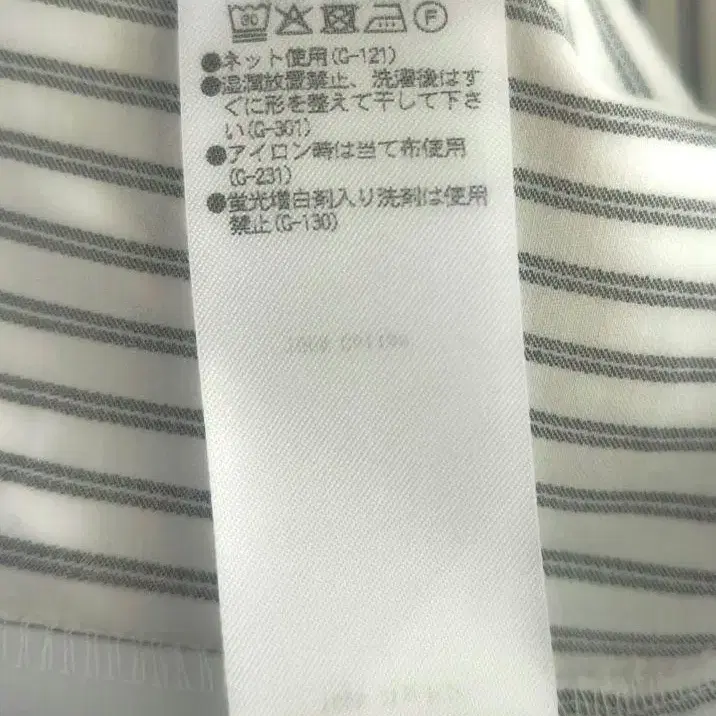 F
●ネット使用(G-121)
●湿潤放置禁止、洗濯後はす
ぐに形を整えて干して下さ
い(G-301)
●アイロン時は当て布使用
(G-231)
●蛍光増白剤入り洗剤は使用
禁止(G-130)